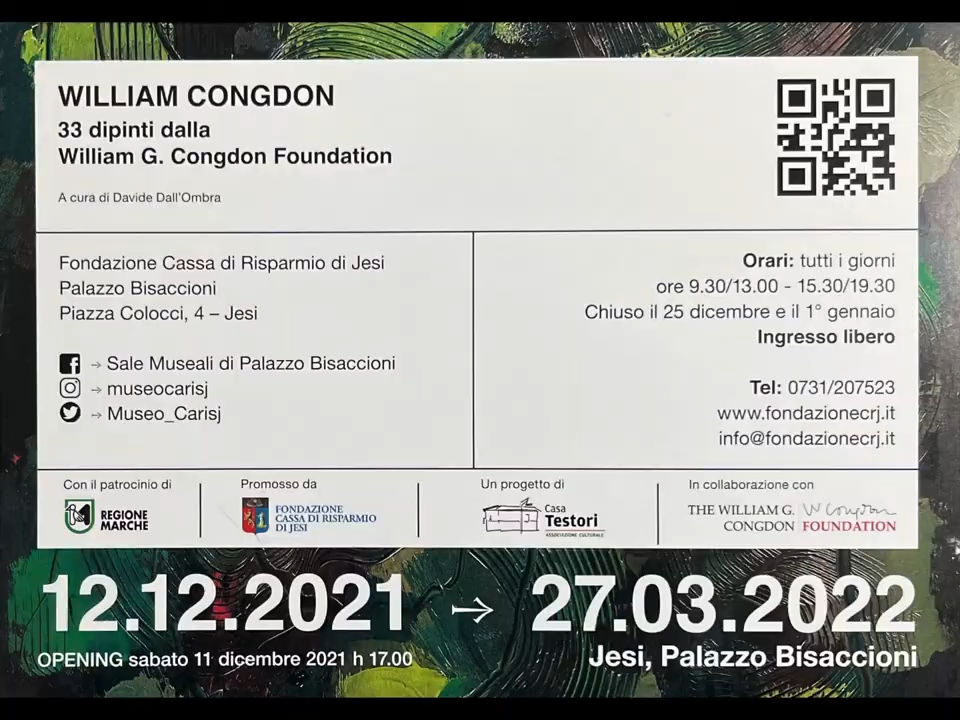 WILLIAM CONGDON
33 dipinti dalla
William G. Congdon Foundation
A cura di Davide Dall'Ombra
Fondazione Cassa di Risparmio di Jesi
Palazzo Bisaccioni
Piazza Colocci, 4 – Jesi
→ Sale Museali di Palazzo Bisaccioni
→ museocarisj
→ Museo_Carisj
Orari: tutti i giorni
ore 9.30/13.00 - 15.30/19.30
Chiuso il 25 dicembre e il 1° gennaio
Ingresso libero
Tel: 0731/207523
www.fondazionecrj.it
info@fondazionecrj.it
Con il patrocinio di
REGIONE
MARCHE
Promosso da
FONDAZIONE
CASSA DI RISPARMIO
DI JESI
Un progetto di
Casa
Testori
ASSOCIAZIONE CULTURALE
In collaborazione con
THE WILLIAM G. W Congdon
CONGDON FOUNDATION
12.12.2021 → 27.03.2022
OPENING sabato 11 dicembre 2021 h 17.00
Jesi, Palazzo Bisaccioni